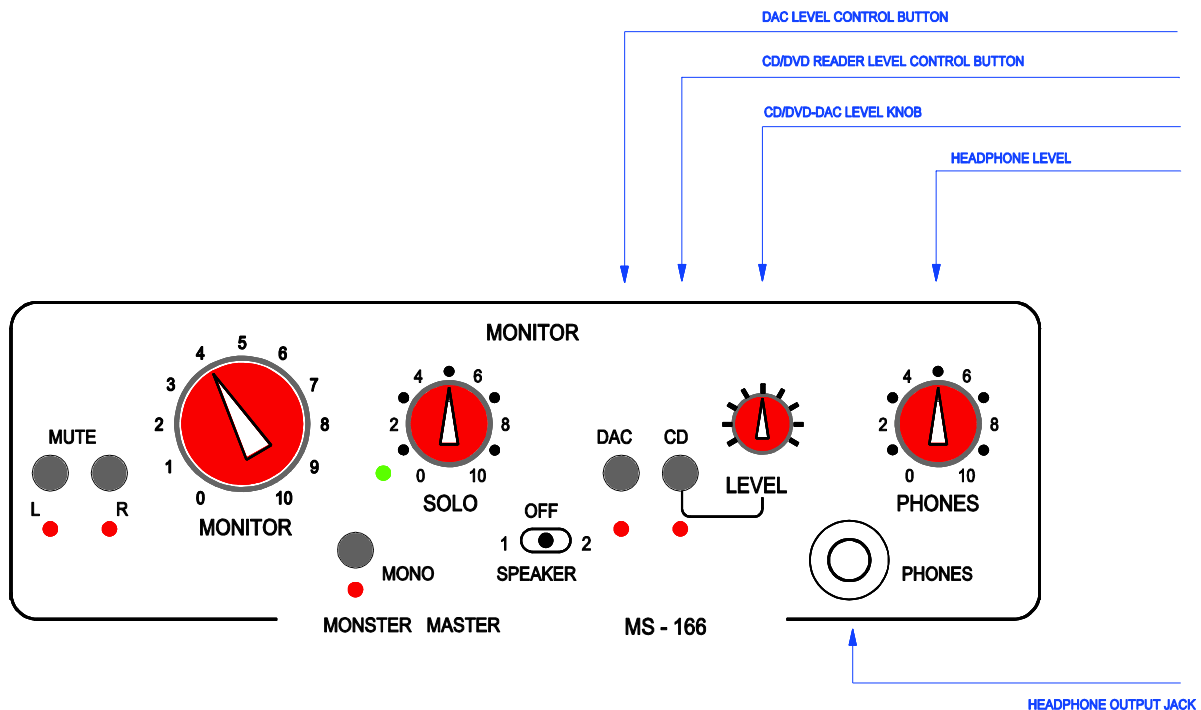 DAC LEVEL CONTROL BUTTON
CD/DVD READER LEVEL CONTROL BUTTON
CD/DVD-DAC LEVEL KNOB
HEADPHONE LEVEL
MONITOR
0 1 2 3 4 5 6 7 8 9 10
MONITOR
MUTE
L R
0 2 4 6 8 10
SOLO
MONO
OFF
1 2
SPEAKER
DAC CD
LEVEL
0 2 4 6 8 10
PHONES
PHONES
MONSTER MASTER
MS - 166
HEADPHONE OUTPUT JACK